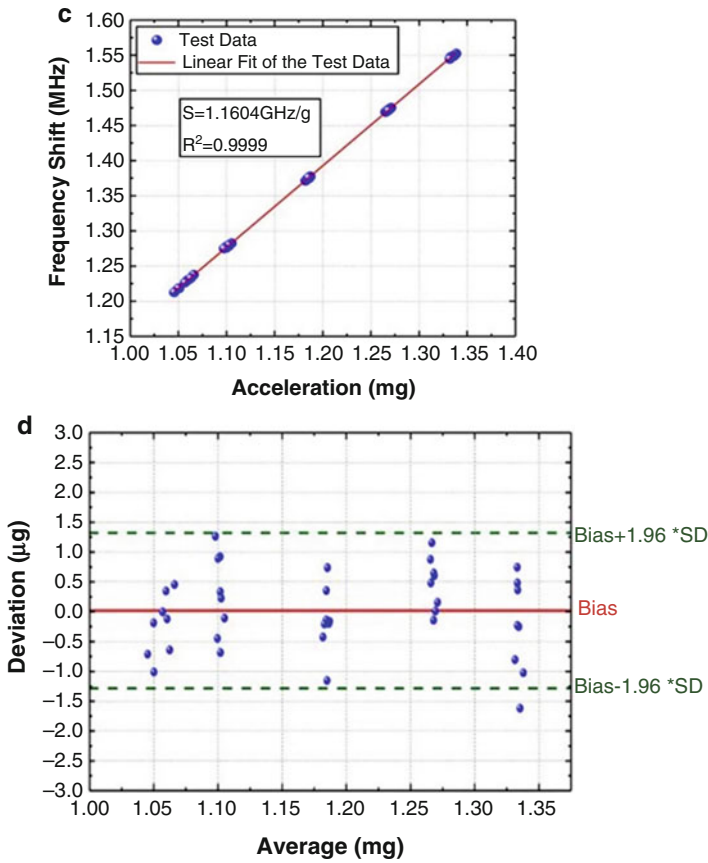 c
1.60
1.55
1.50
1.45
1.40
1.35
1.30
1.25
1.20
1.15
Frequency Shift (MHz)
Test Data
Linear Fit of the Test Data
S=1.1604GHz/g
R²=0.9999
1.00 1.05 1.10 1.15 1.20 1.25 1.30 1.35 1.40
Acceleration (mg)
d
3.0
2.5
2.0
1.5
1.0
0.5
0.0
−0.5
−1.0
−1.5
−2.0
−2.5
−3.0
Deviation (µg)
Bias+1.96 *SD
Bias
Bias-1.96 *SD
1.00 1.05 1.10 1.15 1.20 1.25 1.30 1.35
Average (mg)